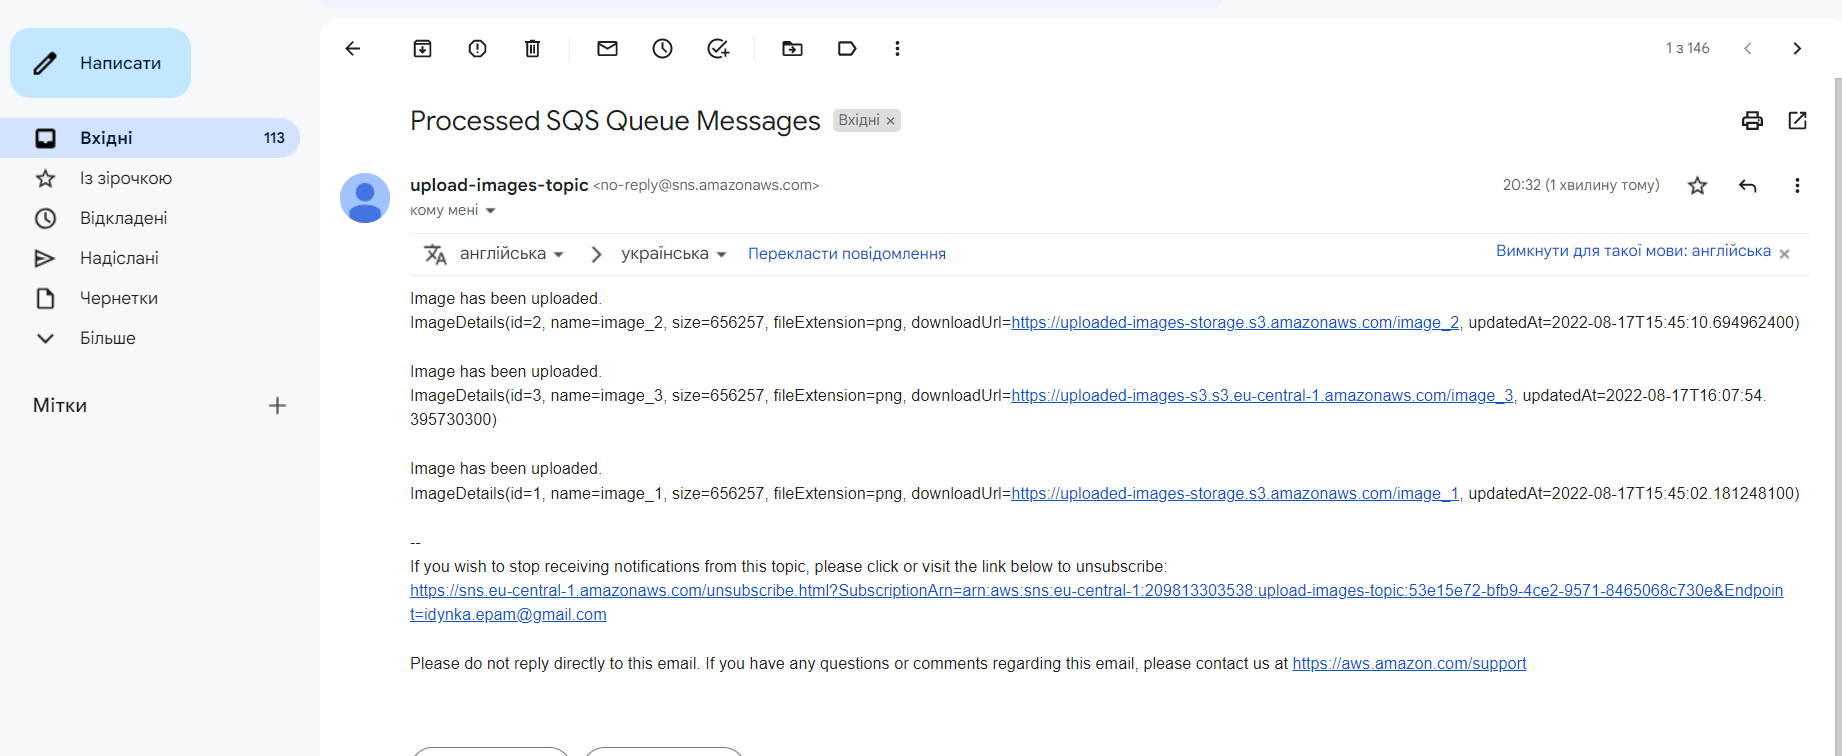 Написати
1 з 146
Processed SQS Queue Messages
Вхідні ×
Вхідні 113
Із зірочкою
Відкладені
Надіслані
Чернетки
Більше
Мітки
upload-images-topic <no-reply@sns.amazonaws.com>
20:32 (1 хвилину тому)
кому мені
англійська
українська
Перекласти повідомлення
Вимкнути для такої мови: англійська ×
Image has been uploaded.
ImageDetails(id=2, name=image_2, size=656257, fileExtension=png, downloadUrl=https://uploaded-images-storage.s3.amazonaws.com/image_2, updatedAt=2022-08-17T15:45:10.694962400)
Image has been uploaded.
ImageDetails(id=3, name=image_3, size=656257, fileExtension=png, downloadUrl=https://uploaded-images-s3.s3.eu-central-1.amazonaws.com/image_3, updatedAt=2022-08-17T16:07:54.
395730300)
Image has been uploaded.
ImageDetails(id=1, name=image_1, size=656257, fileExtension=png, downloadUrl=https://uploaded-images-storage.s3.amazonaws.com/image_1, updatedAt=2022-08-17T15:45:02.181248100)
--
If you wish to stop receiving notifications from this topic, please click or visit the link below to unsubscribe:
https://sns.eu-central-1.amazonaws.com/unsubscribe.html?SubscriptionArn=arn:aws:sns:eu-central-1:209813303538:upload-images-topic:53e15e72-bfb9-4ce2-9571-8465068c730e&Endpoin
t=idynka.epam@gmail.com
Please do not reply directly to this email. If you have any questions or comments regarding this email, please contact us at https://aws.amazon.com/support